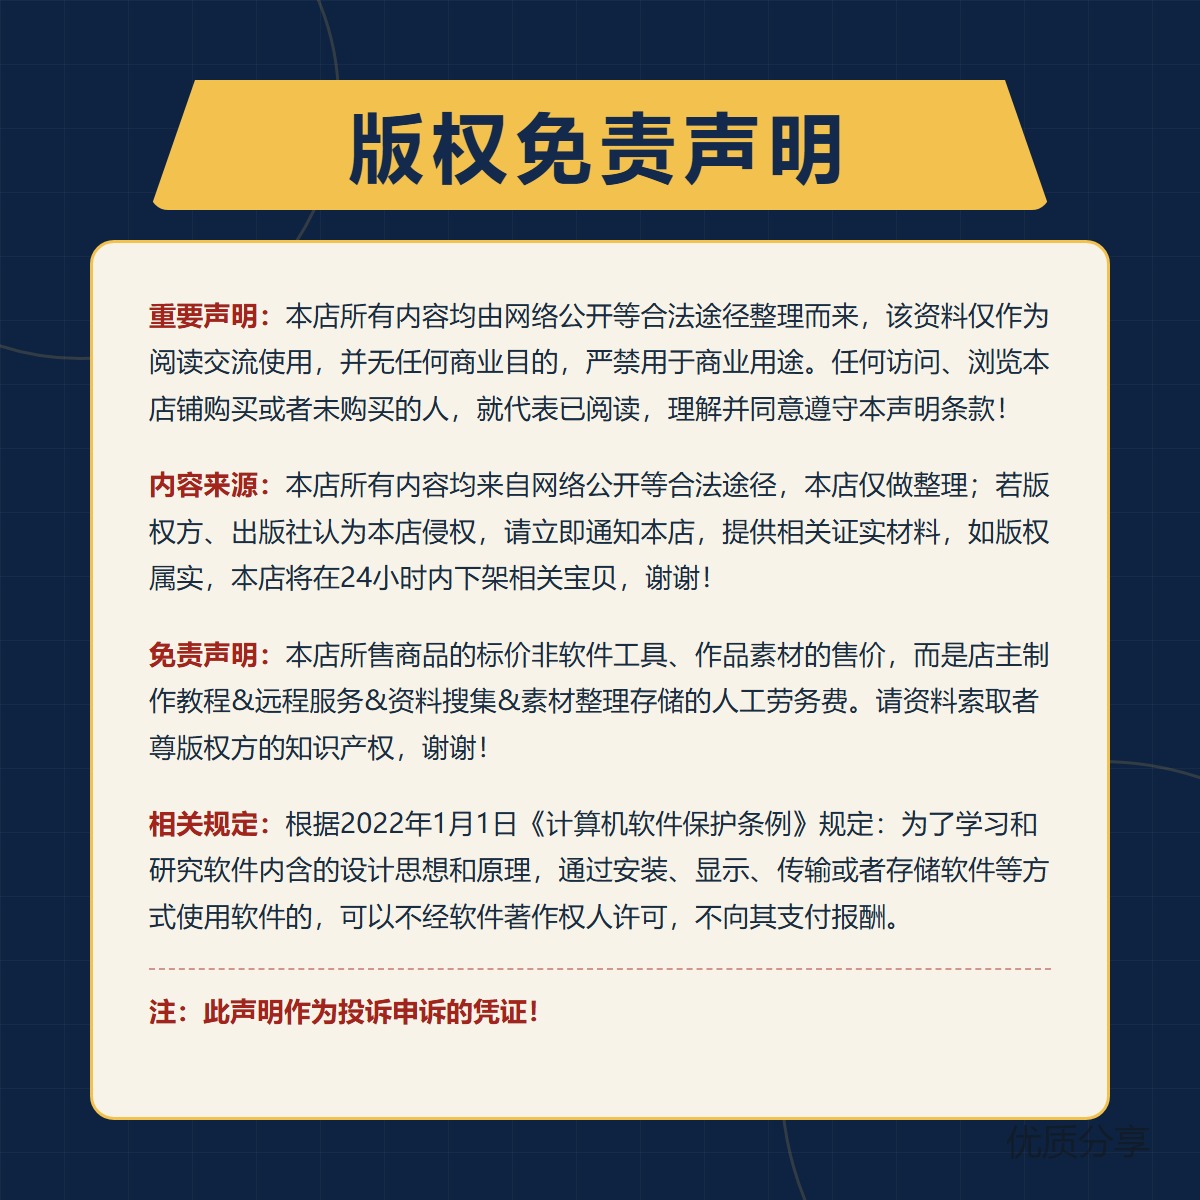 版权免责声明
重要声明：本店所有内容均由网络公开等合法途径整理而来，该资料仅作为
阅读交流使用，并无任何商业目的，严禁用于商业用途。任何访问、浏览本
店铺购买或者未购买的人，就代表已阅读，理解并同意遵守本声明条款！
内容来源：本店所有内容均来自网络公开等合法途径，本店仅做整理；若版
权方、出版社认为本店侵权，请立即通知本店，提供相关证实材料，如版权
属实，本店将在24小时内下架相关宝贝，谢谢！
免责声明：本店所售商品的标价非软件工具、作品素材的售价，而是店主制
作教程&远程服务&资料搜集&素材整理存储的人工劳务费。请资料索取者
尊版权方的知识产权，谢谢！
相关规定：根据2022年1月1日《计算机软件保护条例》规定：为了学习和
研究软件内含的设计思想和原理，通过安装、显示、传输或者存储软件等方
式使用软件的，可以不经软件著作权人许可，不向其支付报酬。
注：此声明作为投诉申诉的凭证！
优质分享